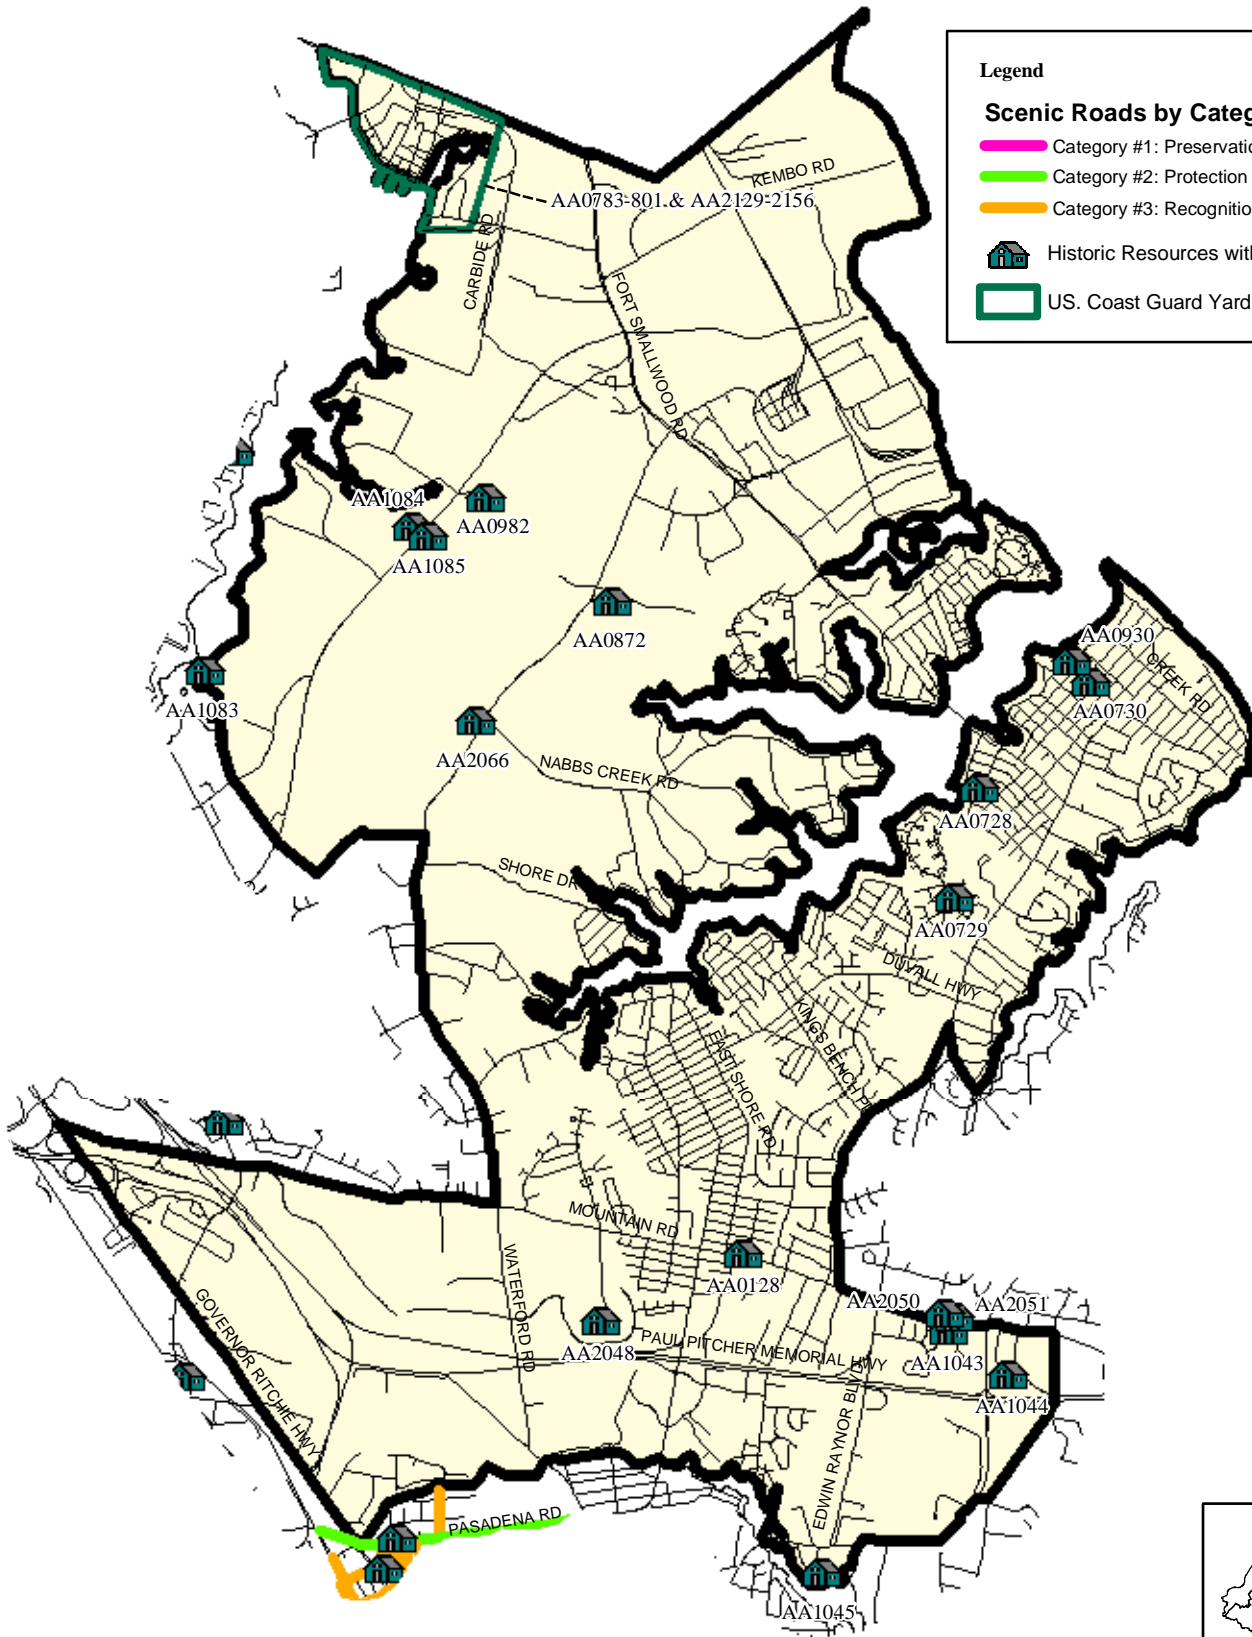 Legend
Scenic Roads by Categ
Category #1: Preservatio
Category #2: Protection
Category #3: Recognitio
Historic Resources with
US. Coast Guard Yard
KEMBO RD
AA0783-801 & AA2129-2156
CARBIDE RD
FORT SMALLWOOD RD
AA1084
AA0982
AA1085
AA0872
AA0930
CREEK RD
AA0730
AA1083
AA2066
NABBS CREEK RD
AA0728
SHORE DR
AA0729
DUVALL HWY
KINGS BENCH PL
EAST SHORE RD
MOUNTAIN RD
WATERFORD RD
AA0128
GOVERNOR RITCHIE HWY
AA2050
AA2051
AA2048
PAUL PITCHER MEMORIAL HWY
AA1043
AA1044
EDWIN RAYNOR BLVD
PASADENA RD
AA1045